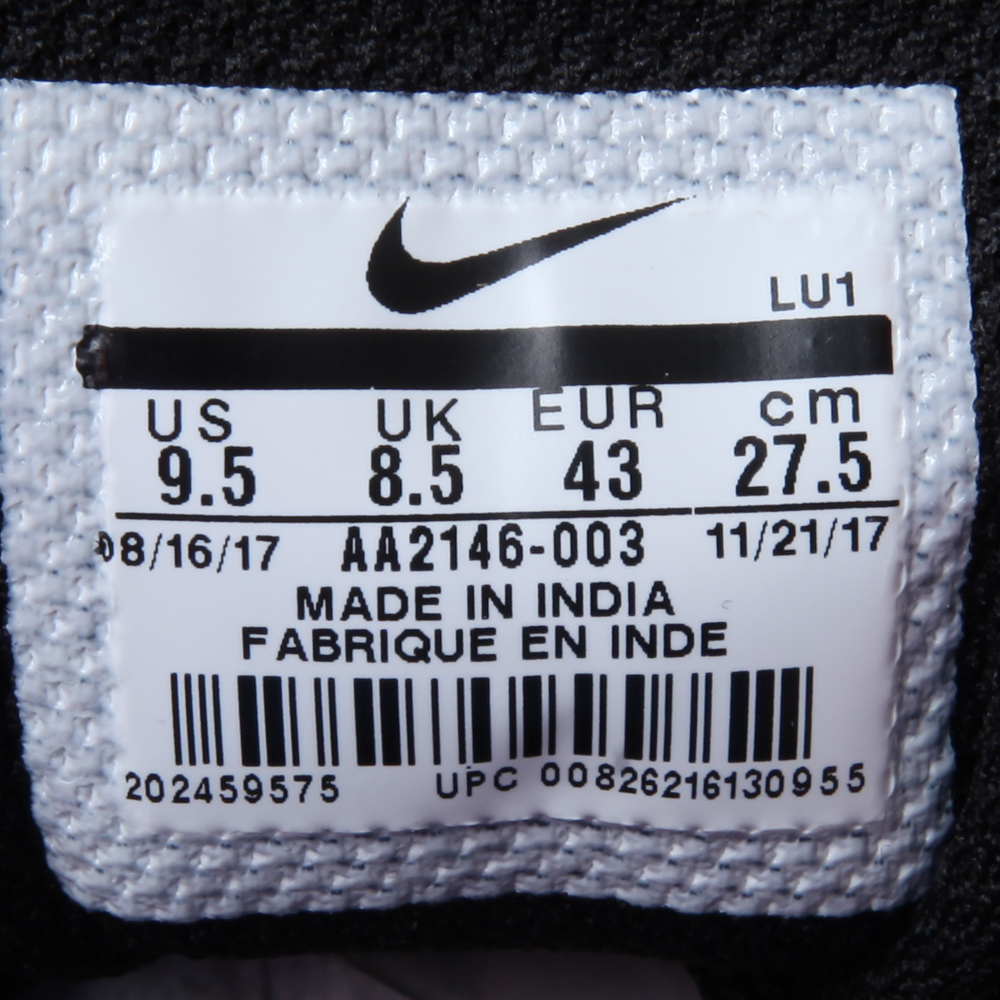 LU1
US UK EUR cm
9.5 8.5 43 27.5
08/16/17 AA2146-003 11/21/17
MADE IN INDIA
FABRIQUE EN INDE
202459575 UPC 00826216130955